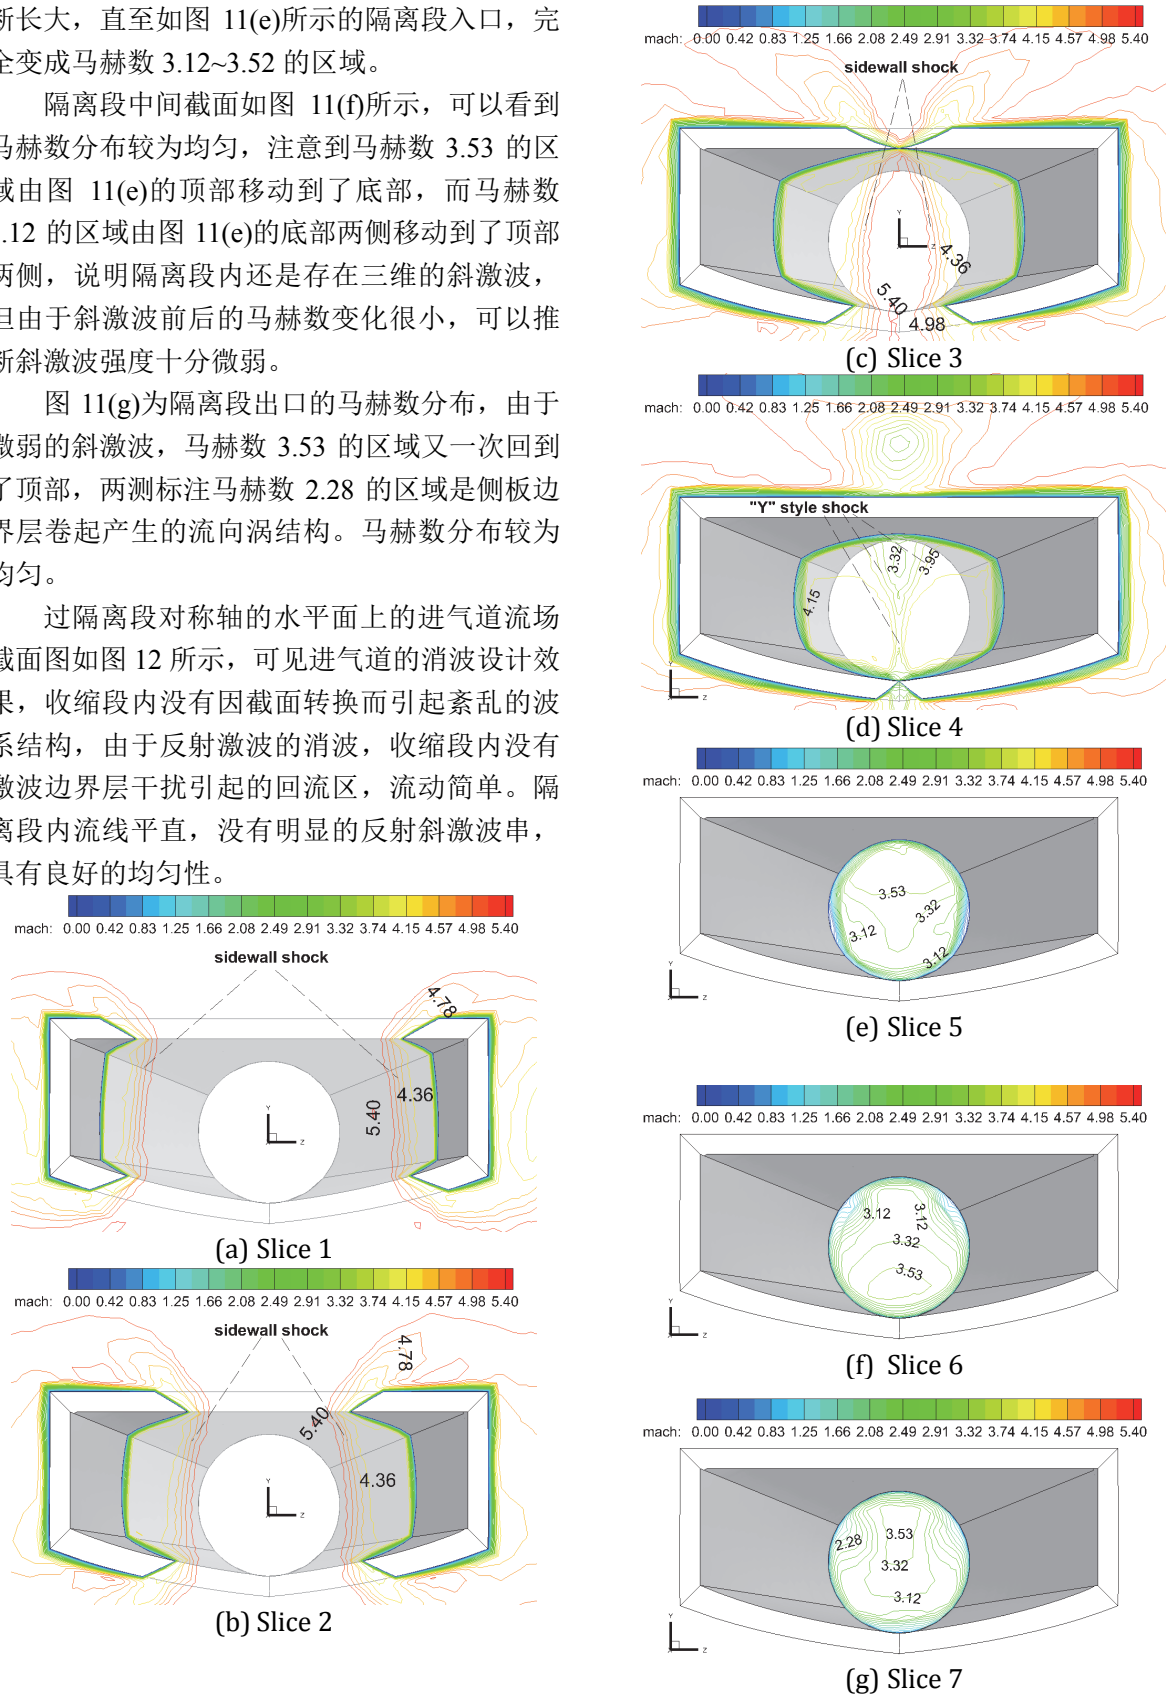 断长大，直至如图 11(e)所示的隔离段入口，完
全变成马赫数 3.12~3.52 的区域。
隔离段中间截面如图 11(f)所示，可以看到
马赫数分布较为均匀，注意到马赫数 3.53 的区
域由图 11(e)的顶部移动到了底部，而马赫数
.12 的区域由图 11(e)的底部两侧移动到了顶部
两侧，说明隔离段内还是存在三维的斜激波，
但由于斜激波前后的马赫数变化很小，可以推
断斜激波强度十分微弱。
图 11(g)为隔离段出口的马赫数分布，由于
微弱的斜激波，马赫数 3.53 的区域又一次回到
了顶部，两测标注马赫数 2.28 的区域是侧板边
界层卷起产生的流向涡结构。马赫数分布较为
均匀。
过隔离段对称轴的水平面上的进气道流场
截面图如图 12 所示，可见进气道的消波设计效
果，收缩段内没有因截面转换而引起紊乱的波
系结构，由于反射激波的消波，收缩段内没有
激波边界层干扰引起的回流区，流动简单。隔
离段内流线平直，没有明显的反射斜激波串，
具有良好的均匀性。
mach: 0.00 0.42 0.83 1.25 1.66 2.08 2.49 2.91 3.32 3.74 4.15 4.57 4.98 5.40
sidewall shock
4.78
4.36
5.40
Y
Z
(a) Slice 1
mach: 0.00 0.42 0.83 1.25 1.66 2.08 2.49 2.91 3.32 3.74 4.15 4.57 4.98 5.40
sidewall shock
4.78
5.40
4.36
Y
Z
(b) Slice 2
mach: 0.00 0.42 0.83 1.25 1.66 2.08 2.49 2.91 3.32 3.74 4.15 4.57 4.98 5.40
sidewall shock
Y
Z
4.36
5.40
4.98
(c) Slice 3
mach: 0.00 0.42 0.83 1.25 1.66 2.08 2.49 2.91 3.32 3.74 4.15 4.57 4.98 5.40
"Y" style shock
3.32
3.95
4.15
Y
Z
(d) Slice 4
mach: 0.00 0.42 0.83 1.25 1.66 2.08 2.49 2.91 3.32 3.74 4.15 4.57 4.98 5.40
3.53
3.32
3.12
3.12
Y
Z
(e) Slice 5
mach: 0.00 0.42 0.83 1.25 1.66 2.08 2.49 2.91 3.32 3.74 4.15 4.57 4.98 5.40
3.12
3.12
3.32
3.53
Y
Z
(f) Slice 6
mach: 0.00 0.42 0.83 1.25 1.66 2.08 2.49 2.91 3.32 3.74 4.15 4.57 4.98 5.40
3.53
2.28
3.32
3.12
Y
Z
(g) Slice 7